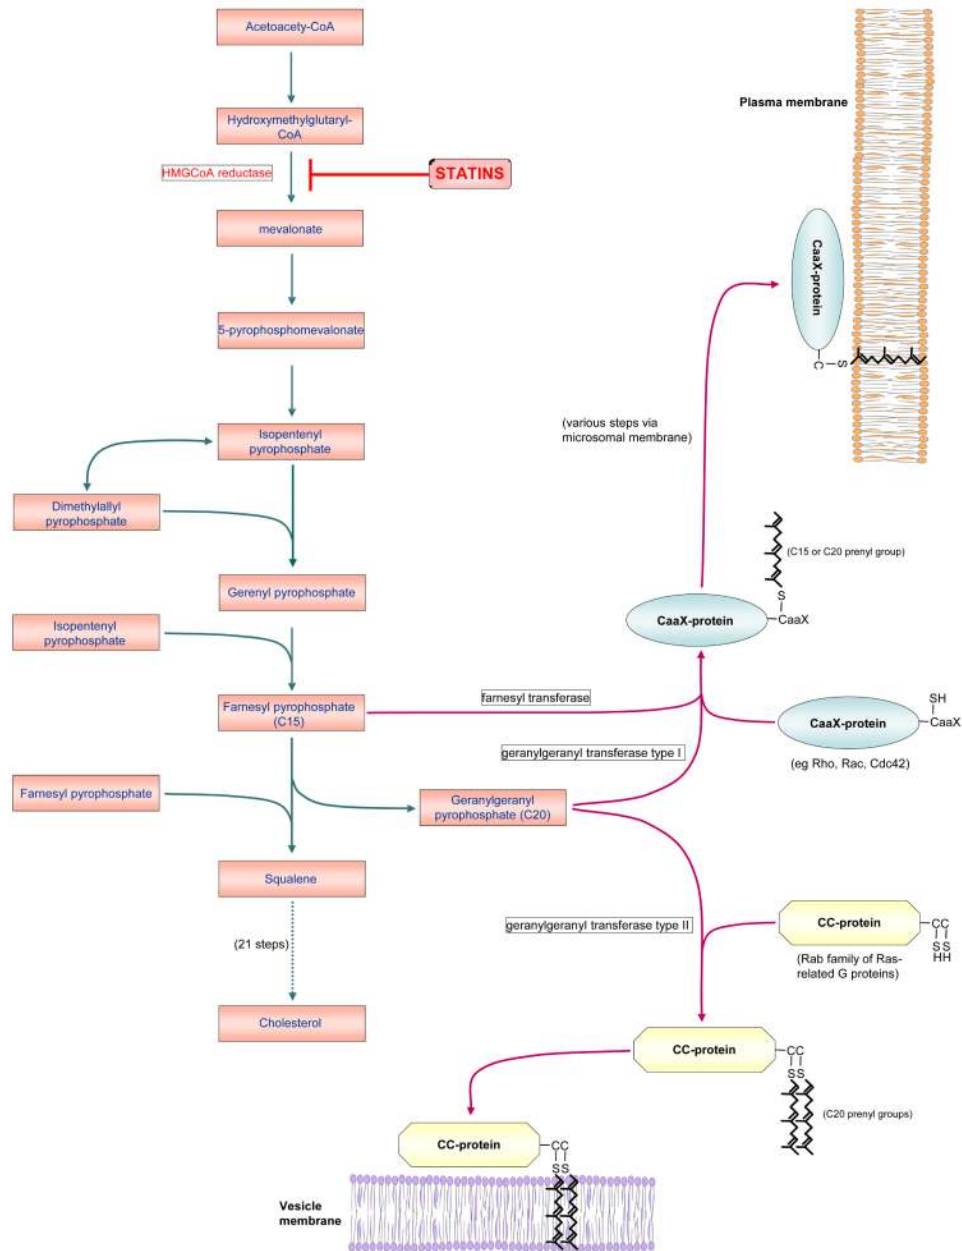 Acetoacety-CoA
Hydroxymethylglutaryl-
CoA
HMGCoA reductase
STATINS
mevalonate
5-pyrophosphomevalonate
Isopentenyl
pyrophosphate
Dimethylallyl
pyrophosphate
Gerenyl pyrophosphate
Isopentenyl
pyrophosphate
Farnesyl pyrophosphate
(C15)
Farnesyl pyrophosphate
Geranylgeranyl
pyrophosphate (C20)
Squalene
(21 steps)
Cholesterol
Plasma membrane
CaaX-protein
C
S
(various steps via
microsomal membrane)
(C15 or C20 prenyl group)
S
CaaX-protein
CaaX
farnesyl transferase
SH
CaaX-protein
CaaX
(eg Rho, Rac, Cdc42)
geranylgeranyl transferase type I
geranylgeranyl transferase type II
CC-protein
CC
SS
HH
(Rab family of Ras-
related G proteins)
CC-protein
CC
SS
(C20 prenyl groups)
CC-protein
CC
SS
Vesicle
membrane